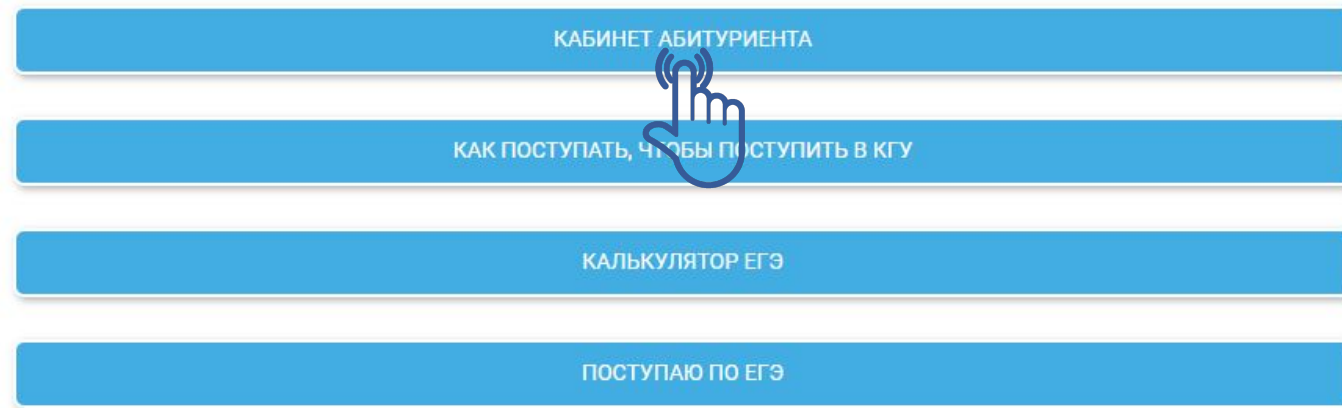 КАБИНЕТ АБИТУРИЕНТА
КАК ПОСТУПАТЬ, ЧТОБЫ ПОСТУПИТЬ В КГУ
КАЛЬКУЛЯТОР ЕГЭ
ПОСТУПАЮ ПО ЕГЭ